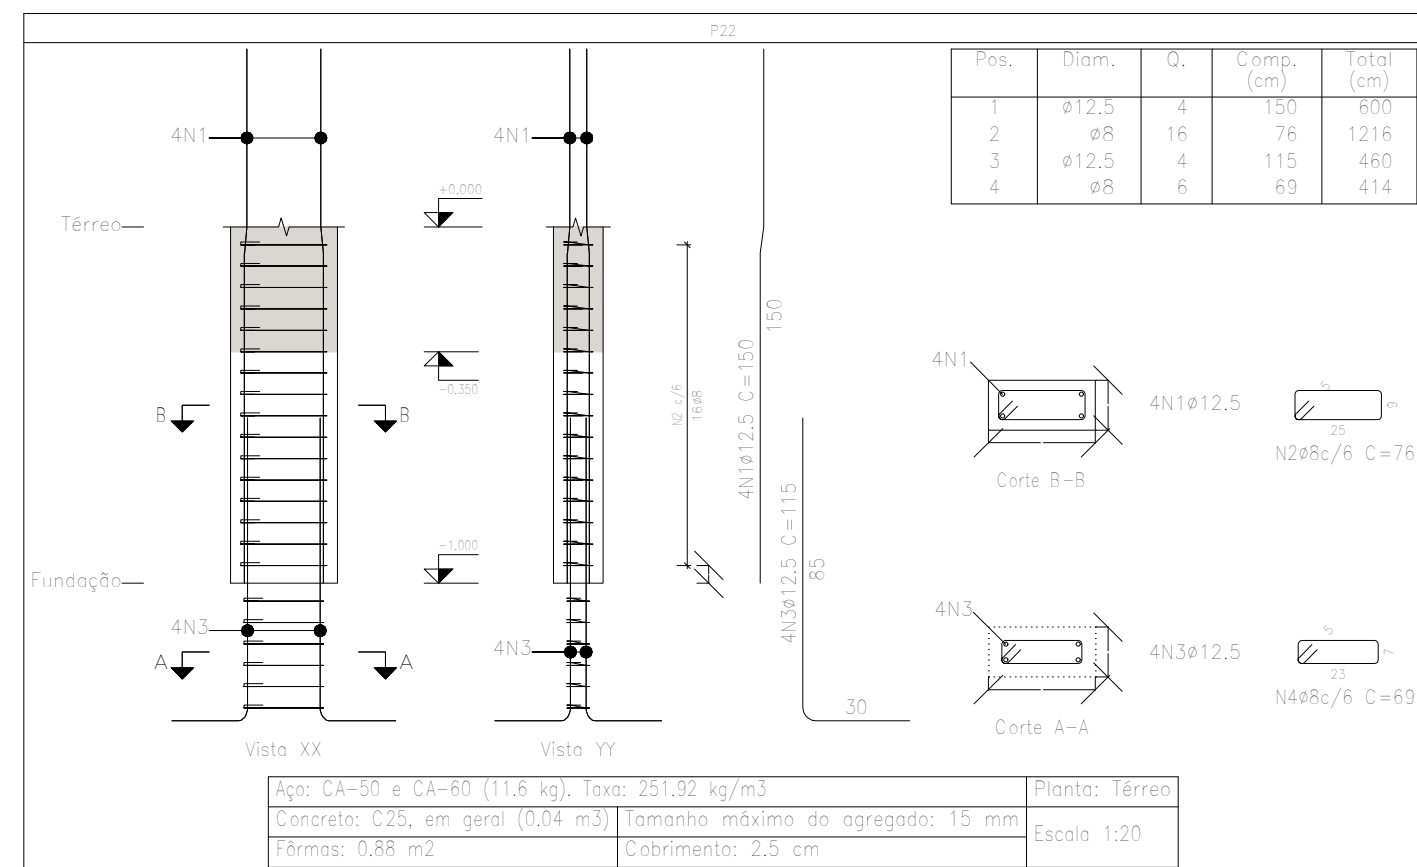 P22
Pos. Diam. Q. Comp. (cm) Total (cm)
1 ø12.5 4 150 600
2 ø8 16 76 1216
3 ø12.5 4 115 460
4 ø8 6 69 414
4N1
4N1
+0.000
Térreo
-0.350
B
B
-1.000
Fundação
4N3
4N3
A
A
Vista XX
Vista YY
N2 c/6
16ø8
4N1ø12.5 C=150
150
4N3ø12.5 C=115
85
30
4N1
4N1ø12.5
Corte B-B
5
9
25
N2ø8c/6 C=76
4N3
4N3ø12.5
Corte A-A
5
7
23
N4ø8c/6 C=69
Aço: CA-50 e CA-60 (11.6 kg). Taxa: 251.92 kg/m3
Planta: Térreo
Concreto: C25, em geral (0.04 m3)
Tamanho máximo do agregado: 15 mm
Escala 1:20
Fôrmas: 0.88 m2
Cobrimento: 2.5 cm